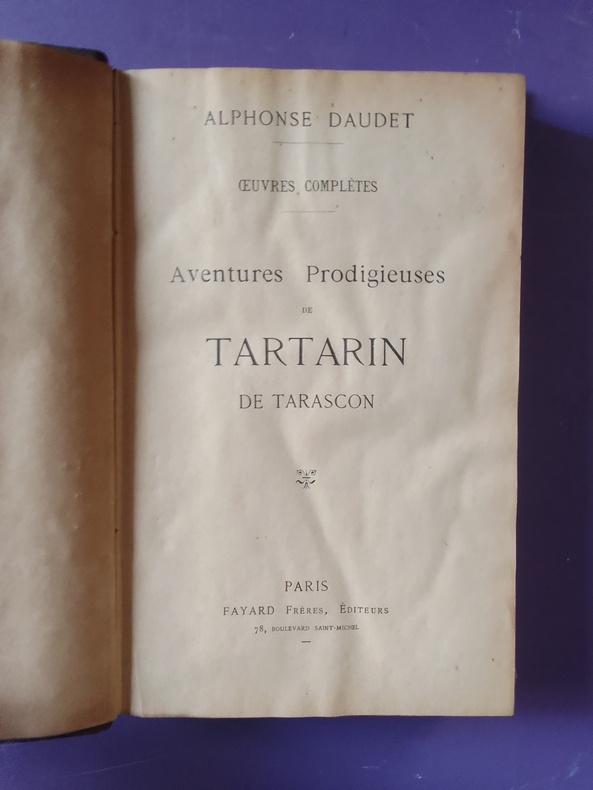 ALPHONSE DAUDET
ŒUVRES COMPLÈTES
Aventures Prodigieuses
DE
TARTARIN
DE TARASCON
PARIS
FAYARD FRÈRES, ÉDITEURS
78, BOULEVARD SAINT-MICHEL